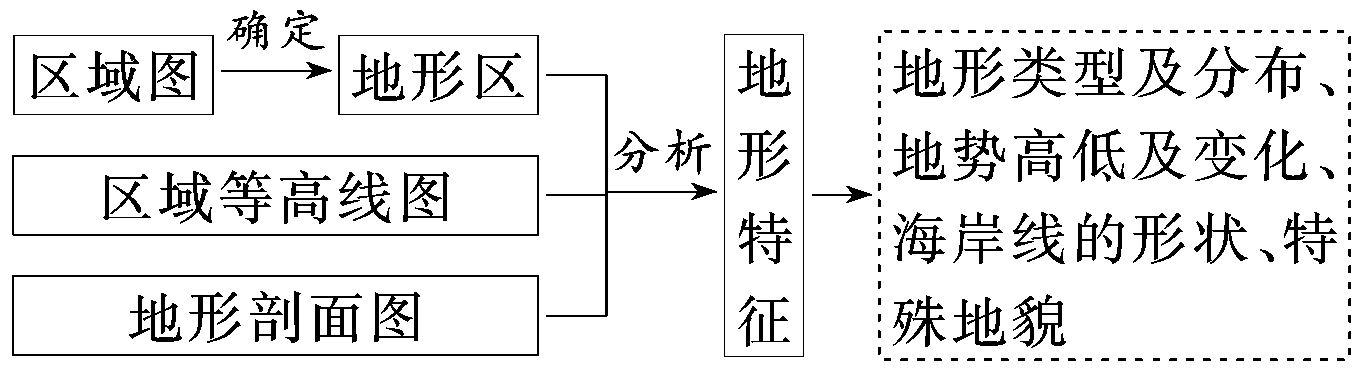 区域图
确定
地形区
区域等高线图
地形剖面图
分析
地形特征
地形类型及分布、
地势高低及变化、
海岸线的形状、特
殊地貌